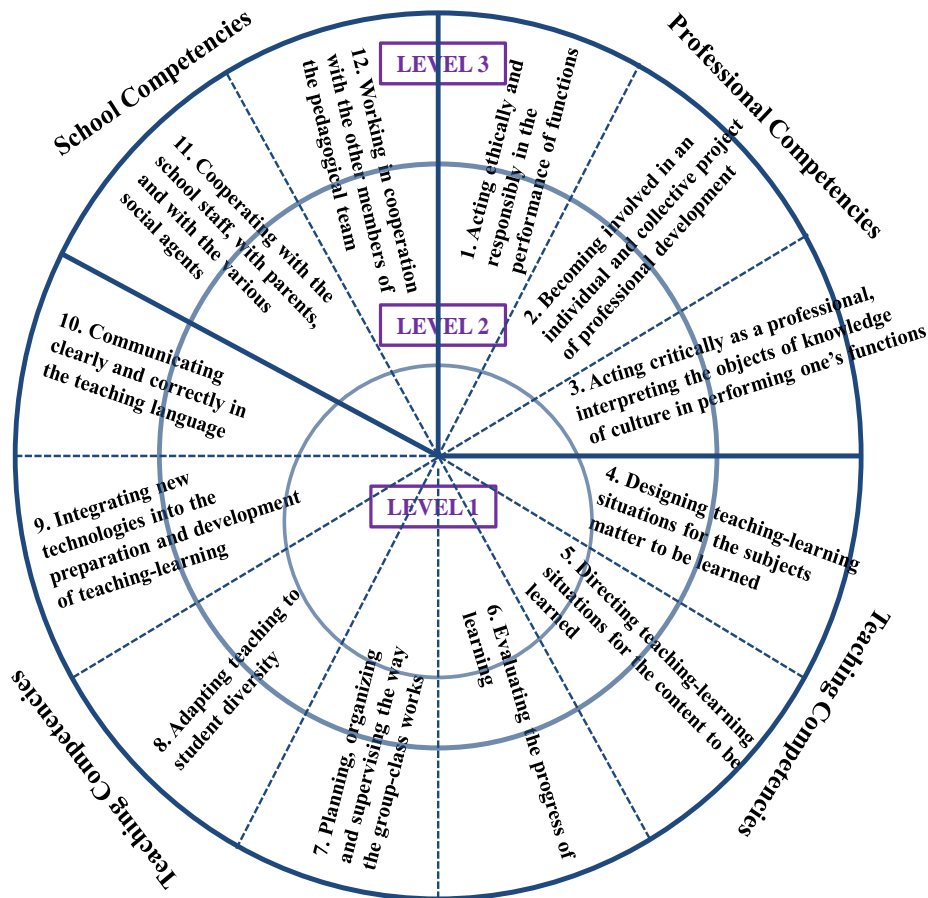 School Competencies
Professional Competencies
LEVEL 3
LEVEL 2
LEVEL 1
1. Acting ethically and
responsibly in the
performance of functions
2. Becoming involved in an
individual and collective project
of professional development
3. Acting critically as a professional,
interpreting the objects of knowledge
of culture in performing one’s functions
4. Designing teaching-learning
situations for the subjects
matter to be learned
5. Directing teaching-learning
situations for the content to be
learned
6. Evaluating the progress of
learning
7. Planning, organizing
and supervising the way
the group-class works
8. Adapting teaching to
student diversity
9. Integrating new
technologies into the
preparation and development
of teaching-learning
10. Communicating
clearly and correctly in
the teaching language
11. Cooperating with the
school staff, with parents,
and with the various
social agents
12. Working in cooperation
with the other members of
the pedagogical team
Teaching Competencies
Teaching Competencies